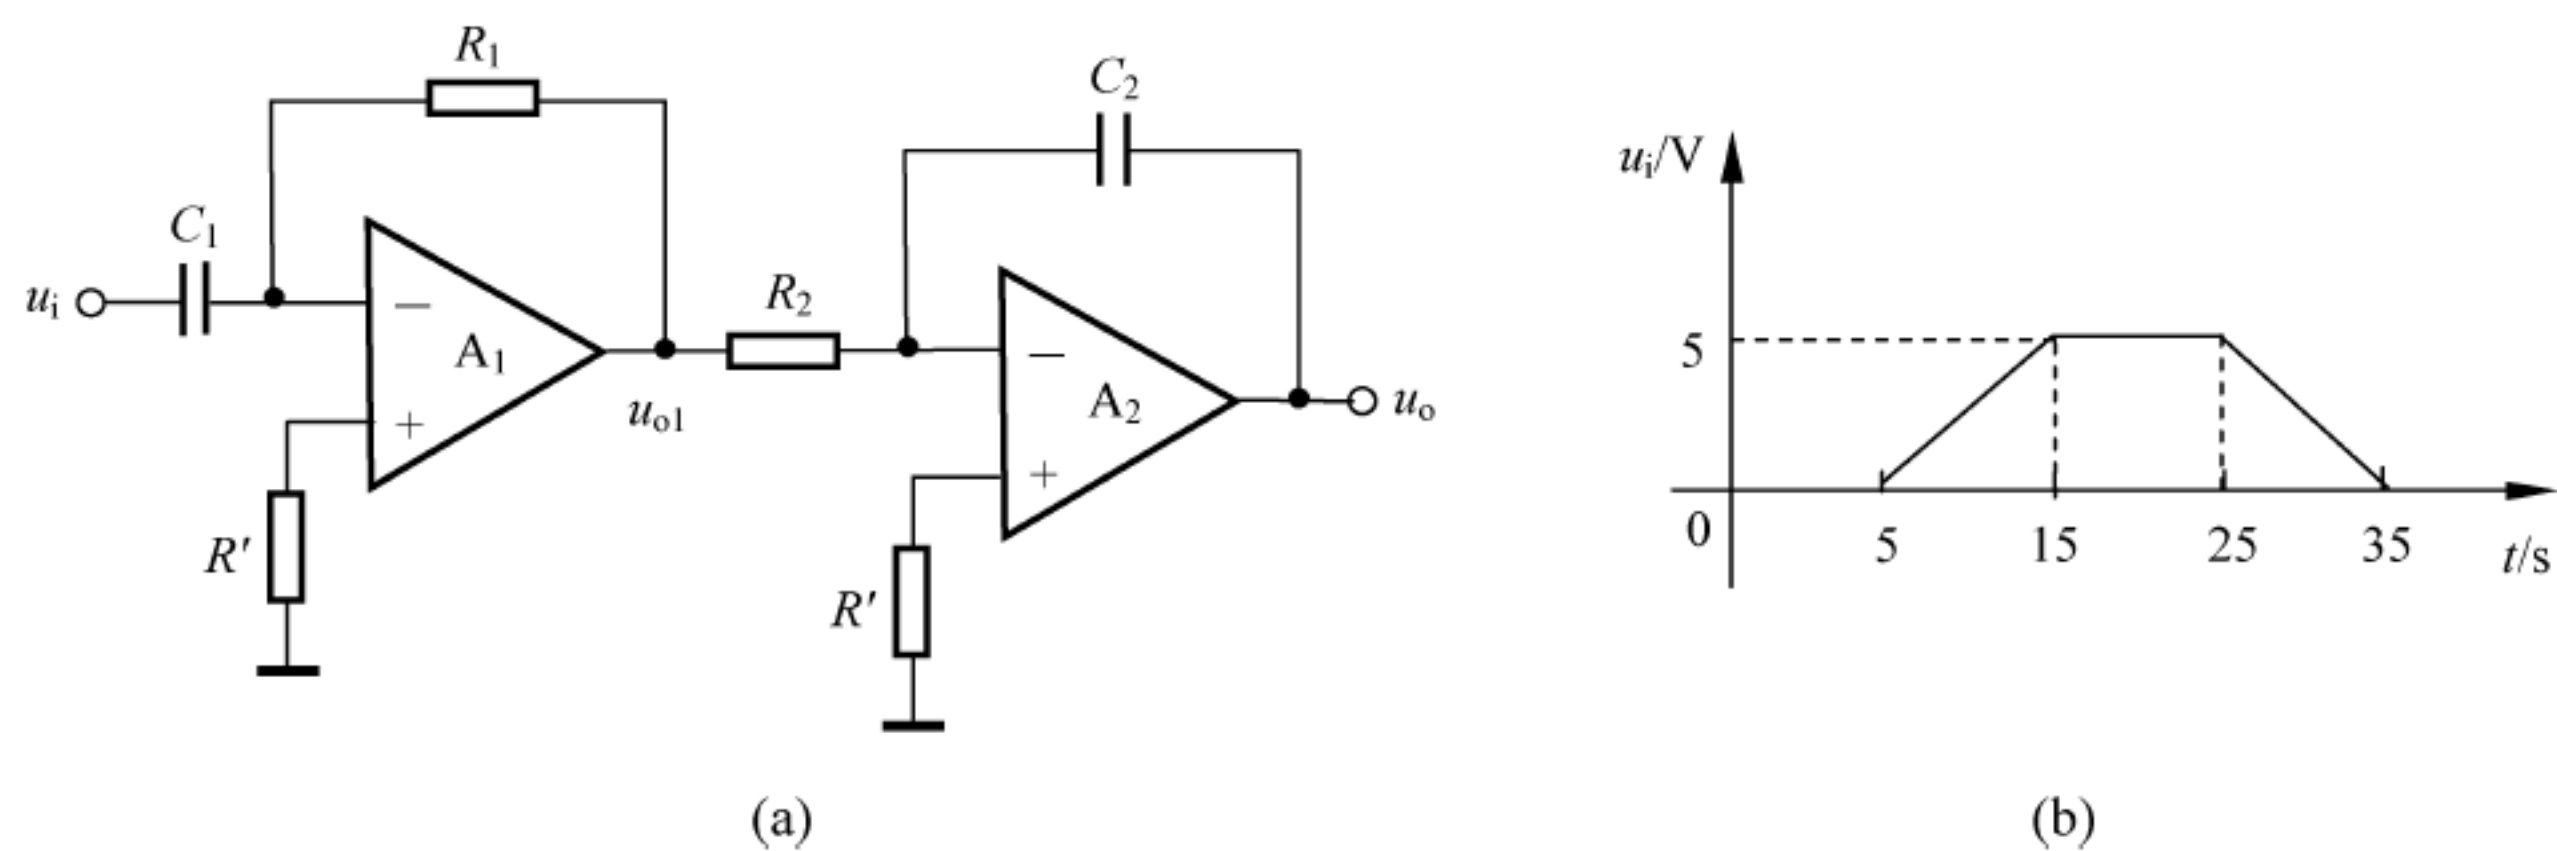 R₁
C₂
uᵢ/V
C₁
uᵢ
−
A₁
R₂
5
−
+
uₒ₁
A₂
uₒ
+
0
5 15 25 35 t/s
R′
R′
(a)
(b)